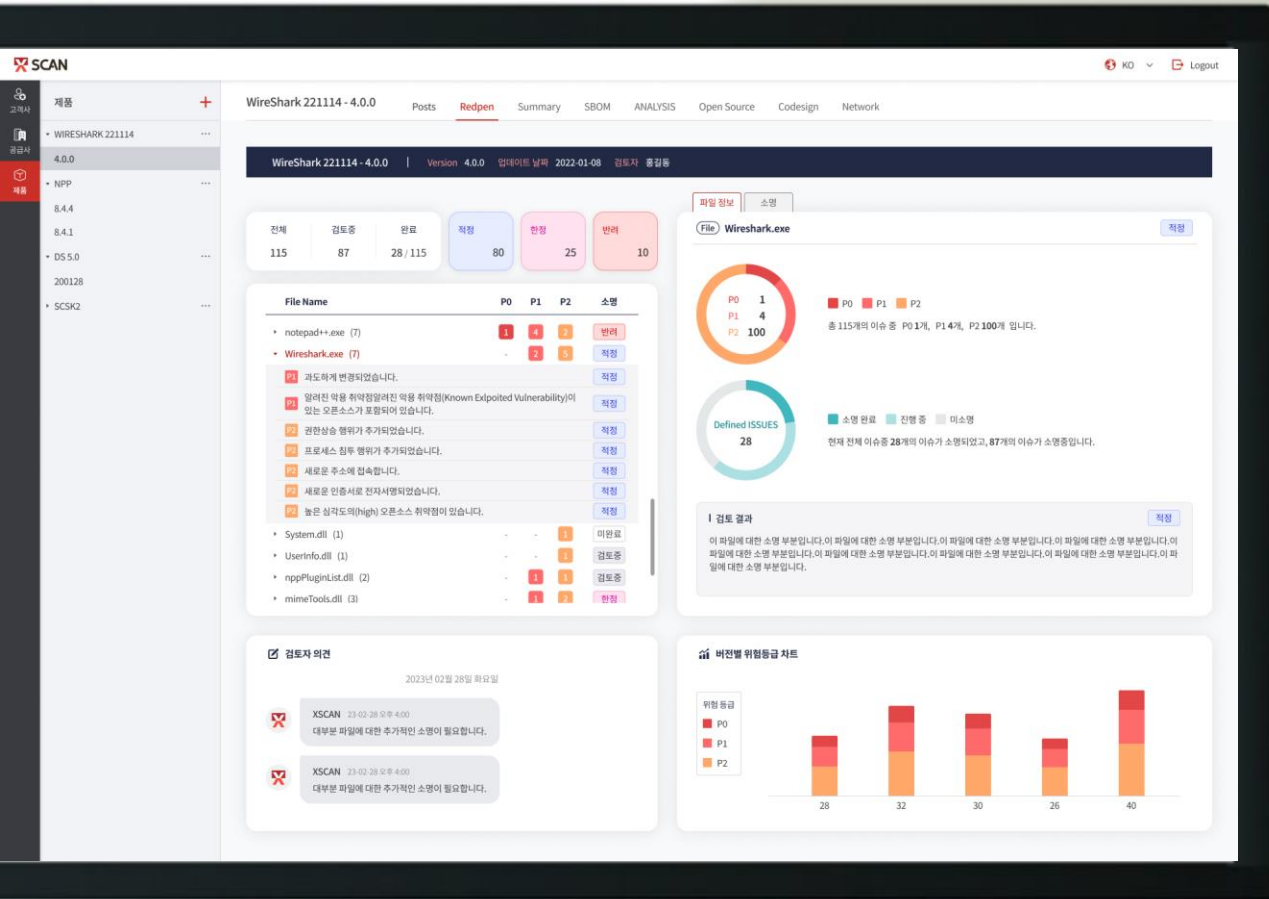 SCAN
KO
Logout
고객사
공급사
제품
제품 +
WIRESHARK 221114 ...
4.0.0
NPP ...
8.4.4
8.4.1
DS 5.0 ...
200128
SCSK2 ...
WireShark 221114 - 4.0.0 Posts Redpen Summary SBOM ANALYSIS Open Source Codesign Network
WireShark 221114 - 4.0.0 | Version 4.0.0 업데이트 날짜 2022-01-08 검토자 홍길동
전체 검토중 완료 적정 한정 반려
115 87 28 / 115 80 25 10
File Name P0 P1 P2 소명
notepad++.exe (7) 1 4 2 반려
Wireshark.exe (7) - 2 5 적정
P1 과도하게 변경되었습니다. 적정
P1 알려진 악용 취약점알려진 악용 취약점(Known Exlpoited Vulnerability)이
있는 오픈소스가 포함되어 있습니다. 적정
P2 권한상승 행위가 추가되었습니다. 적정
P2 프로세스 침투 행위가 추가되었습니다. 적정
P2 새로운 주소에 접속합니다. 적정
P2 새로운 인증서로 전자서명되었습니다. 적정
P2 높은 심각도의(high) 오픈소스 취약점이 있습니다. 적정
System.dll (1) - - 1 미완료
UserInfo.dll (1) - - 1 검토중
nppPluginList.dll (2) - 1 1 검토중
mimeTools.dll (3) - 1 2 한정
파일 정보 소명
File Wireshark.exe 적정
P0 1
P1 4
P2 100
P0 P1 P2
총 115개의 이슈 중 P0 1개, P1 4개, P2 100개 입니다.
Defined ISSUES
28
소명 완료 진행 중 미소명
현재 전체 이슈중 28개의 이슈가 소명되었고, 87개의 이슈가 소명중입니다.
검토 결과 적정
이 파일에 대한 소명 부분입니다.이 파일에 대한 소명 부분입니다.이 파일에 대한 소명 부분입니다.이 파일에 대한 소명 부분입니다.이
파일에 대한 소명 부분입니다.이 파일에 대한 소명 부분입니다.이 파일에 대한 소명 부분입니다.이 파일에 대한 소명 부분입니다.이 파
일에 대한 소명 부분입니다.
검토자 의견
2023년 02월 28일 화요일
XSCAN 23-02-28 오후 4:00
대부분 파일에 대한 추가적인 소명이 필요합니다.
XSCAN 23-02-28 오후 4:00
대부분 파일에 대한 추가적인 소명이 필요합니다.
버전별 위험등급 차트
위험 등급
P0
P1
P2
28 32 30 26 40